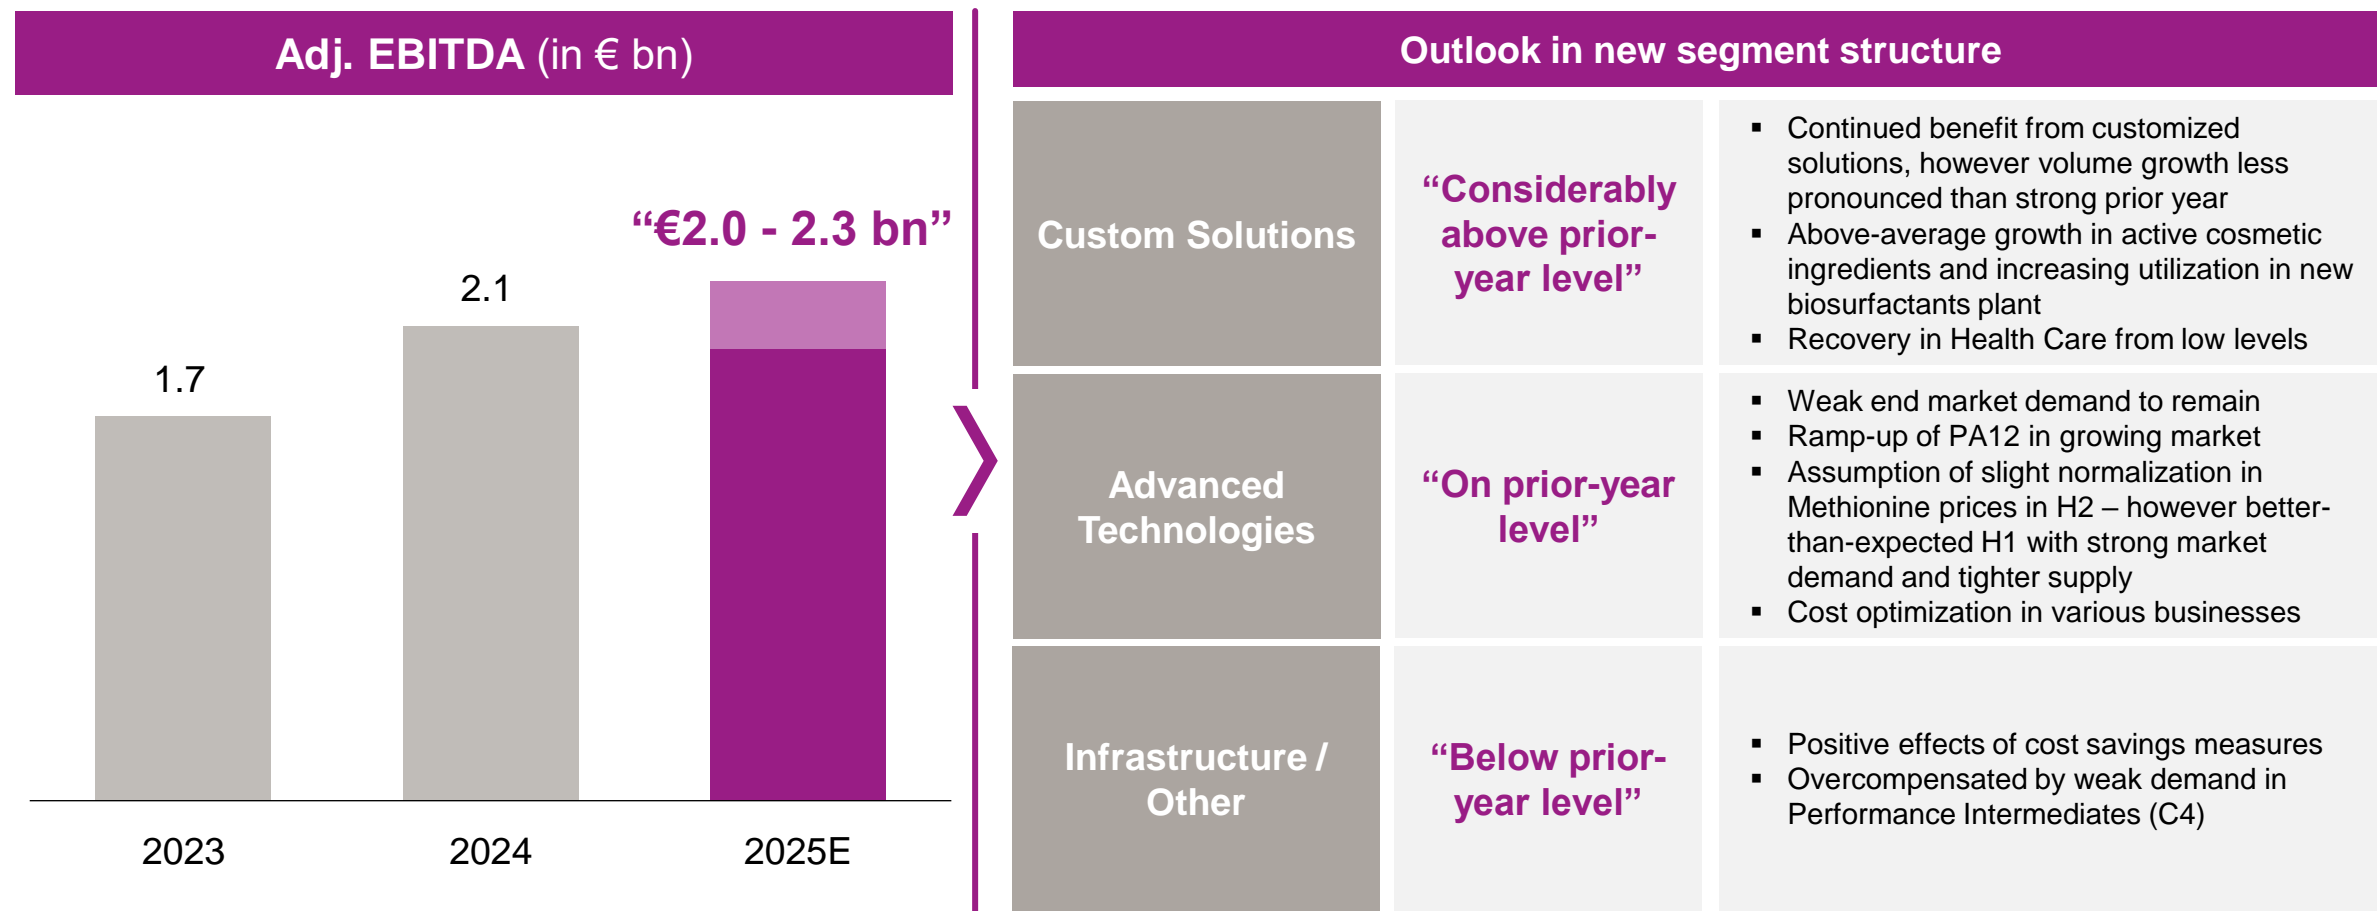 Adj. EBITDA (in € bn)
“€2.0 - 2.3 bn”
2.1
1.7
2023
2024
2025E
Outlook in new segment structure
Custom Solutions
“Considerably
above prior-
year level”
▪ Continued benefit from customized
solutions, however volume growth less
pronounced than strong prior year
▪ Above-average growth in active cosmetic
ingredients and increasing utilization in new
biosurfactants plant
▪ Recovery in Health Care from low levels
Advanced
Technologies
“On prior-year
level”
▪ Weak end market demand to remain
▪ Ramp-up of PA12 in growing market
▪ Assumption of slight normalization in
Methionine prices in H2 – however better-
than-expected H1 with strong market
demand and tighter supply
▪ Cost optimization in various businesses
Infrastructure /
Other
“Below prior-
year level”
▪ Positive effects of cost savings measures
▪ Overcompensated by weak demand in
Performance Intermediates (C4)